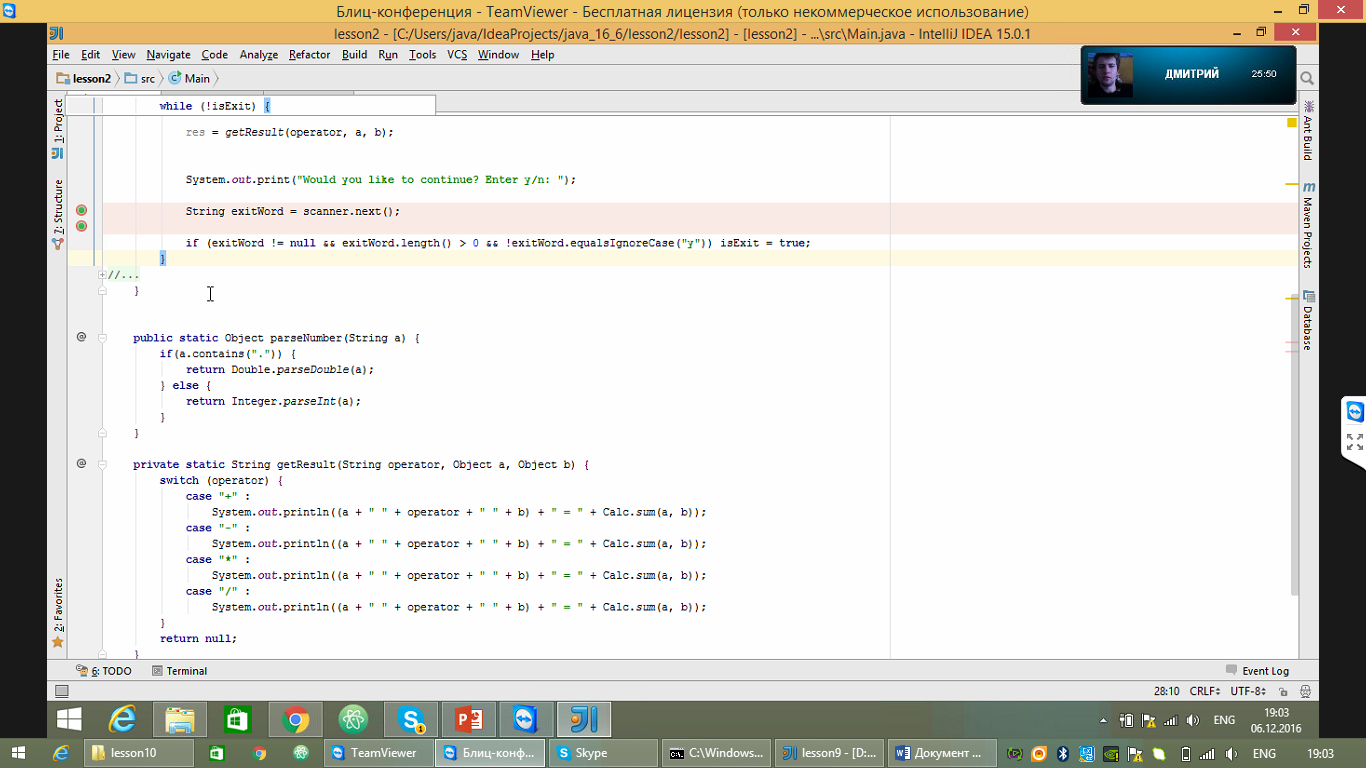 Блиц-конференция - TeamViewer - Бесплатная лицензия (только некоммерческое использование)
lesson2 - [C:/Users/java/IdeaProjects/java_16_6/lesson2/lesson2] - [lesson2] - ...\src\Main.java - IntelliJ IDEA 15.0.1
File Edit View Navigate Code Analyze Refactor Build Run Tools VCS Window Help
ДМИТРИЙ 25:50
lesson2 src Main
1: Project
7: Structure
2: Favorites
Ant Build
Maven Projects
Database
while (!isExit) {
res = getResult(operator, a, b);
System.out.print("Would you like to continue? Enter y/n: ");
String exitWord = scanner.next();
if (exitWord != null && exitWord.length() > 0 && !exitWord.equalsIgnoreCase("y")) isExit = true;
}
//...
}
public static Object parseNumber(String a) {
if(a.contains(".")) {
return Double.parseDouble(a);
} else {
return Integer.parseInt(a);
}
}
private static String getResult(String operator, Object a, Object b) {
switch (operator) {
case "+" :
System.out.println((a + " " + operator + " " + b) + " = " + Calc.sum(a, b));
case "-" :
System.out.println((a + " " + operator + " " + b) + " = " + Calc.sum(a, b));
case "*" :
System.out.println((a + " " + operator + " " + b) + " = " + Calc.sum(a, b));
case "/" :
System.out.println((a + " " + operator + " " + b) + " = " + Calc.sum(a, b));
}
return null;
}
6: TODO Terminal Event Log
28:10 CRLF UTF-8
ENG 19:03
06.12.2016
lesson10 TeamViewer Блиц-конф... Skype C:\Windows... lesson9 - [D:... Документ ... ENG 19:03